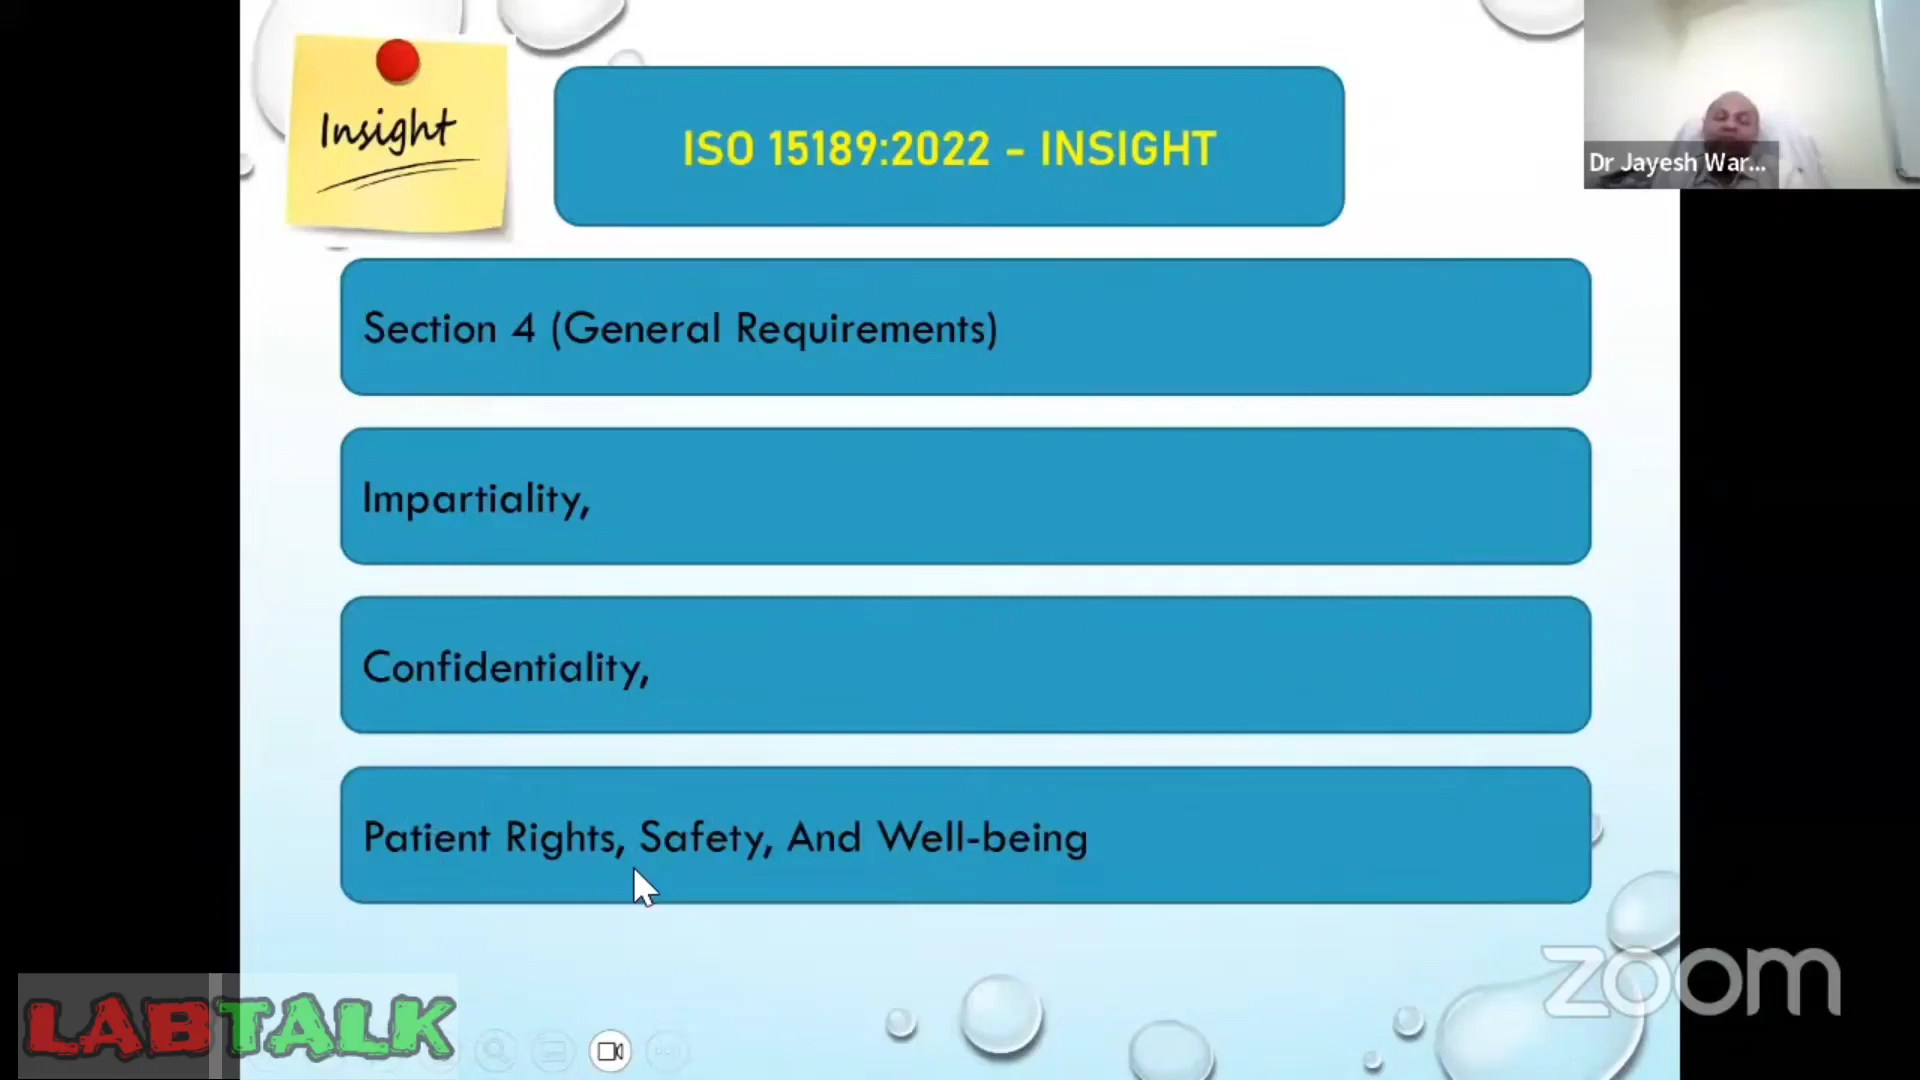 Insight
ISO 15189:2022 - INSIGHT
Dr Jayesh War...
Section 4 (General Requirements)
Impartiality,
Confidentiality,
Patient Rights, Safety, And Well-being
zoom
LABTALK